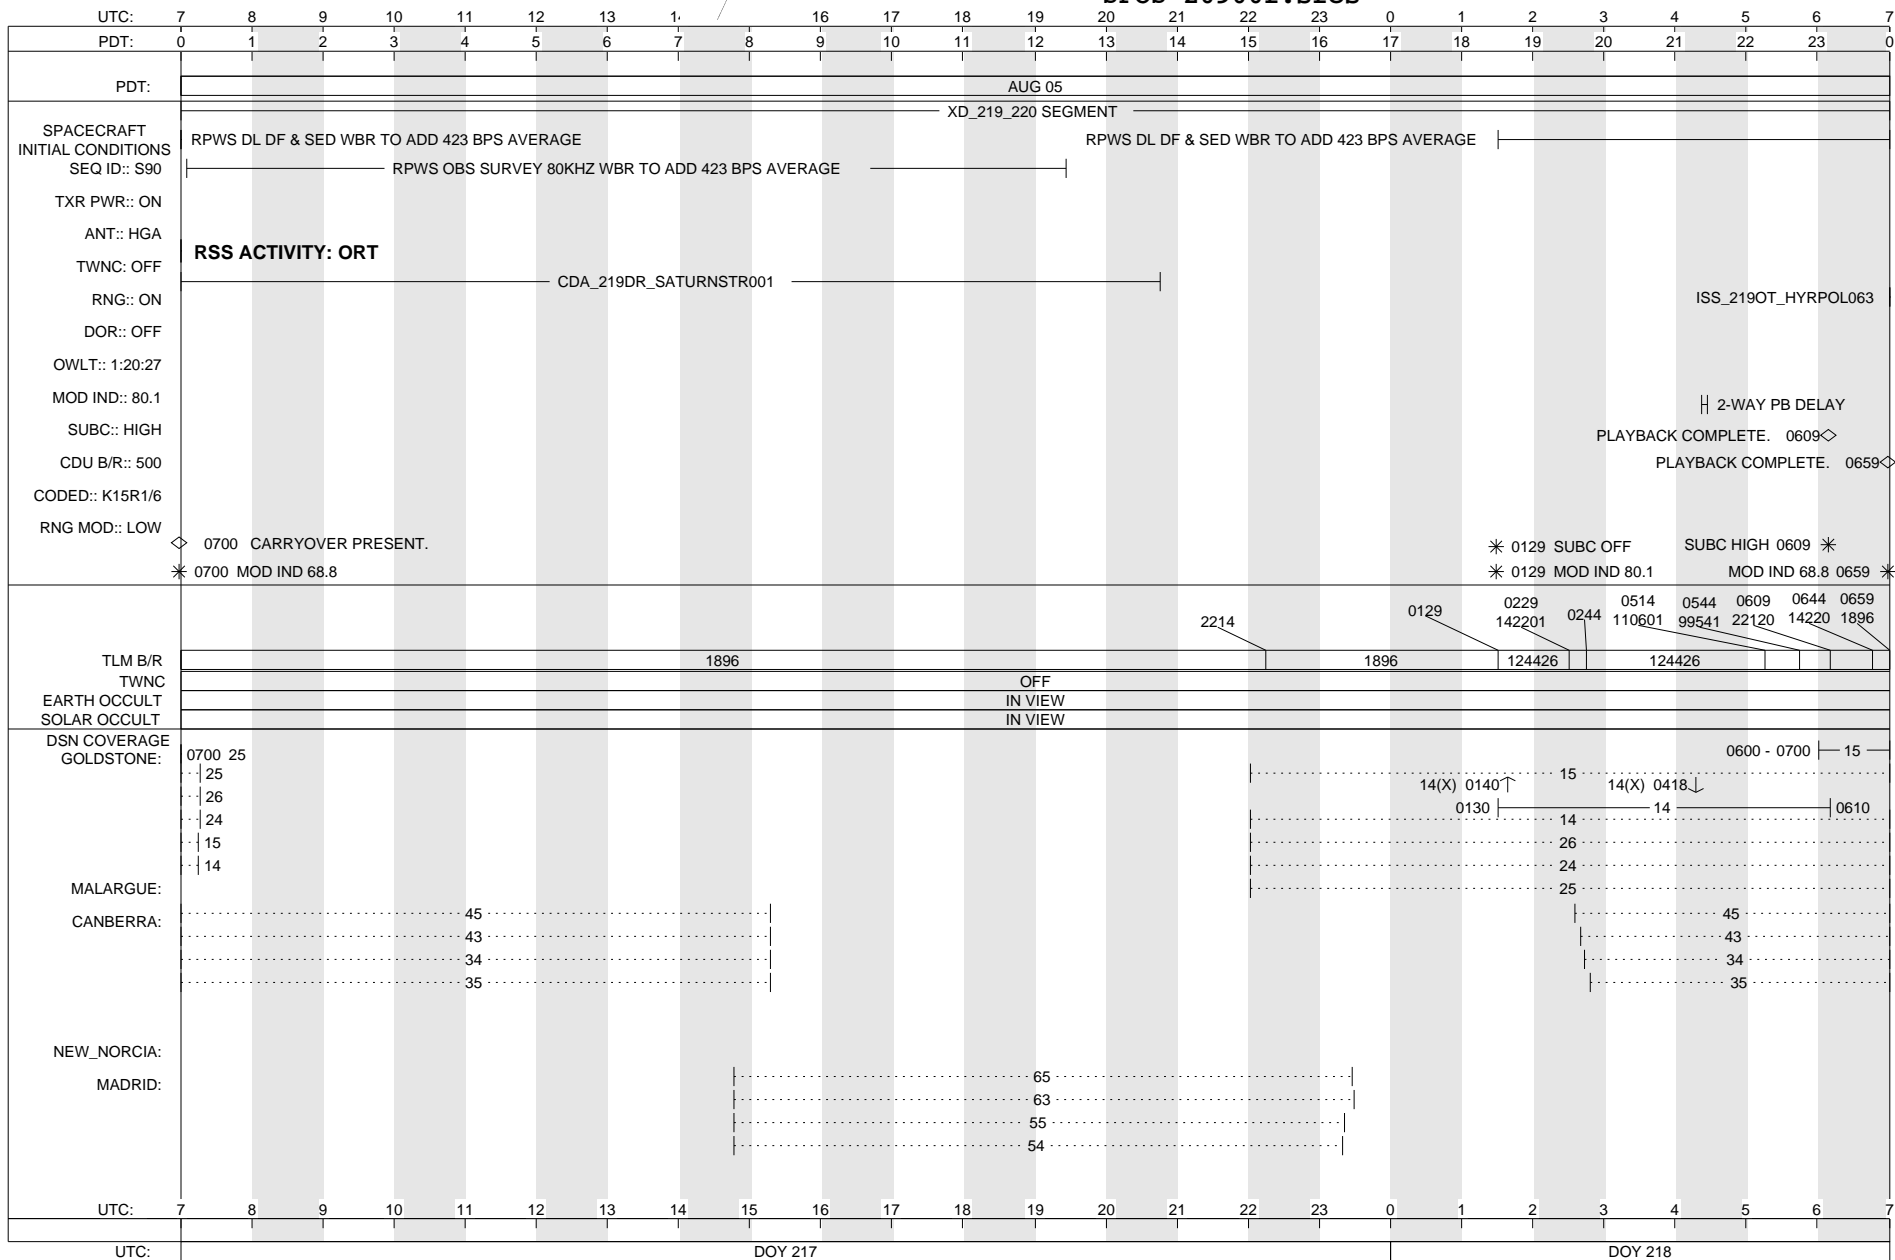 UTC: 7 8 9 10 11 12 13 16 17 18 19 20 21 22 23 0 1 2 3 4 5 6 7
PDT: 0 1 2 3 4 5 6 7 8 9 10 11 12 13 14 15 16 17 18 19 20 21 22 23 0
PDT: AUG 05
XD_219_220 SEGMENT
SPACECRAFT
INITIAL CONDITIONS
RPWS DL DF & SED WBR TO ADD 423 BPS AVERAGE RPWS DL DF & SED WBR TO ADD 423 BPS AVERAGE
SEQ ID:: S90 RPWS OBS SURVEY 80KHZ WBR TO ADD 423 BPS AVERAGE
TXR PWR:: ON
ANT:: HGA
RSS ACTIVITY: ORT
TWNC: OFF
CDA_219DR_SATURNSTR001
RNG:: ON ISS_219OT_HYRPOL063
DOR:: OFF
OWLT:: 1:20:27
MOD IND:: 80.1 2-WAY PB DELAY
SUBC:: HIGH PLAYBACK COMPLETE. 0609
CDU B/R:: 500 PLAYBACK COMPLETE. 0659
CODED:: K15R1/6
RNG MOD:: LOW
0700 CARRYOVER PRESENT. 0129 SUBC OFF SUBC HIGH 0609
0700 MOD IND 68.8 0129 MOD IND 80.1 MOD IND 68.8 0659
2214 0129 0229 0244 0514 0544 0609 0644 0659
142201 110601 99541 22120 14220 1896
TLM B/R 1896 1896 124426 124426
TWNC OFF
EARTH OCCULT IN VIEW
SOLAR OCCULT IN VIEW
DSN COVERAGE
GOLDSTONE: 0700 25 0600 - 0700 15
25 15
14(X) 0140 14(X) 0418
26
0130 14 0610
24 14
15 26
14 24
MALARGUE: 25
CANBERRA: 45 45
43 43
34 34
35 35
NEW_NORCIA:
MADRID: 65
63
55
54
UTC: 7 8 9 10 11 12 13 14 15 16 17 18 19 20 21 22 23 0 1 2 3 4 5 6 7
UTC: DOY 217 DOY 218